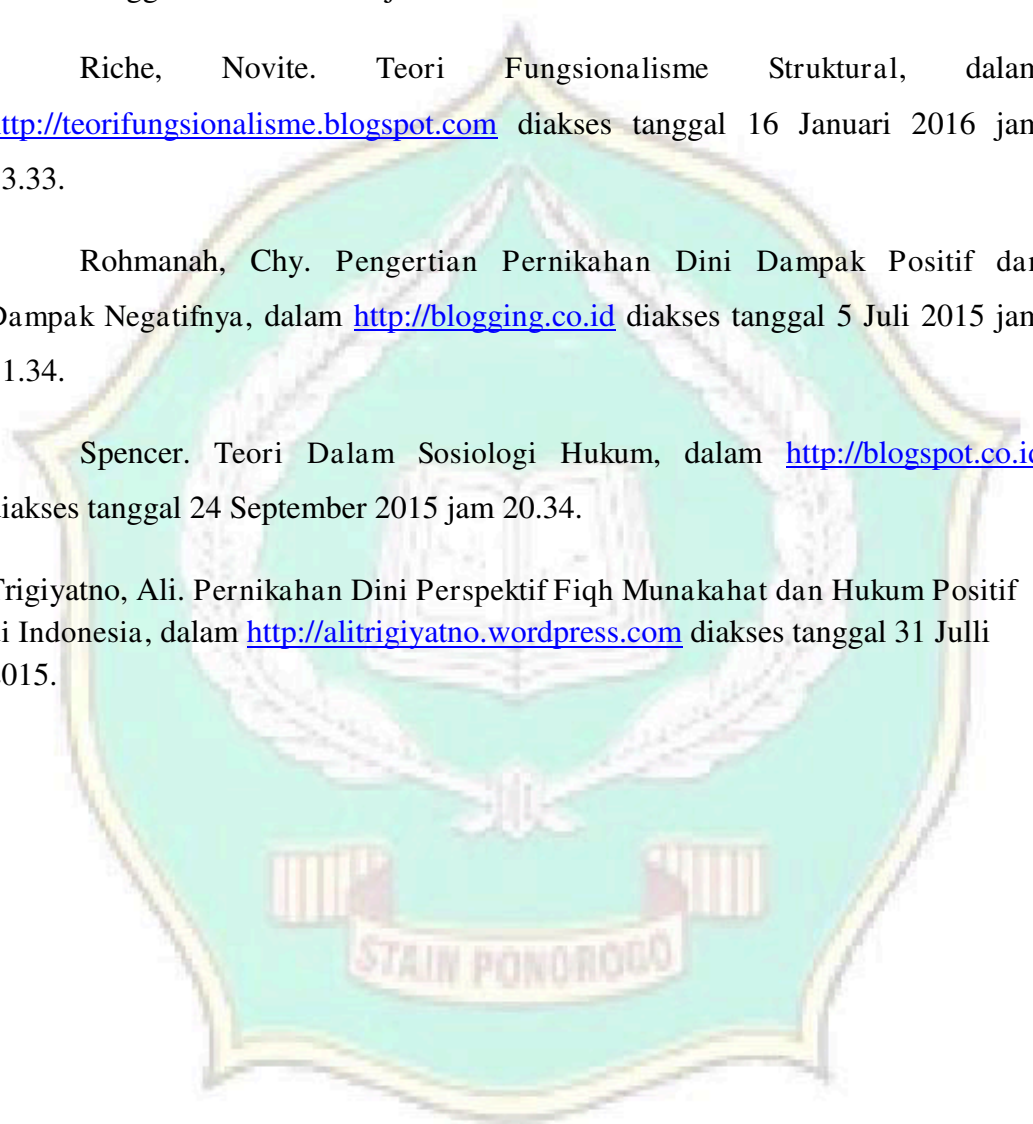 Riche, Novite. Teori Fungsionalisme Struktural, dalam
http://teorifungsionalisme.blogspot.com diakses tanggal 16 Januari 2016 jam
3.33.
Rohmanah, Chy. Pengertian Pernikahan Dini Dampak Positif dan
Dampak Negatifnya, dalam http://blogging.co.id diakses tanggal 5 Juli 2015 jam
1.34.
Spencer. Teori Dalam Sosiologi Hukum, dalam http://blogspot.co.id
diakses tanggal 24 September 2015 jam 20.34.
Trigiyatno, Ali. Pernikahan Dini Perspektif Fiqh Munakahat dan Hukum Positif
di Indonesia, dalam http://alitrigiyatno.wordpress.com diakses tanggal 31 Julli
2015.
STAIN PONOROGO